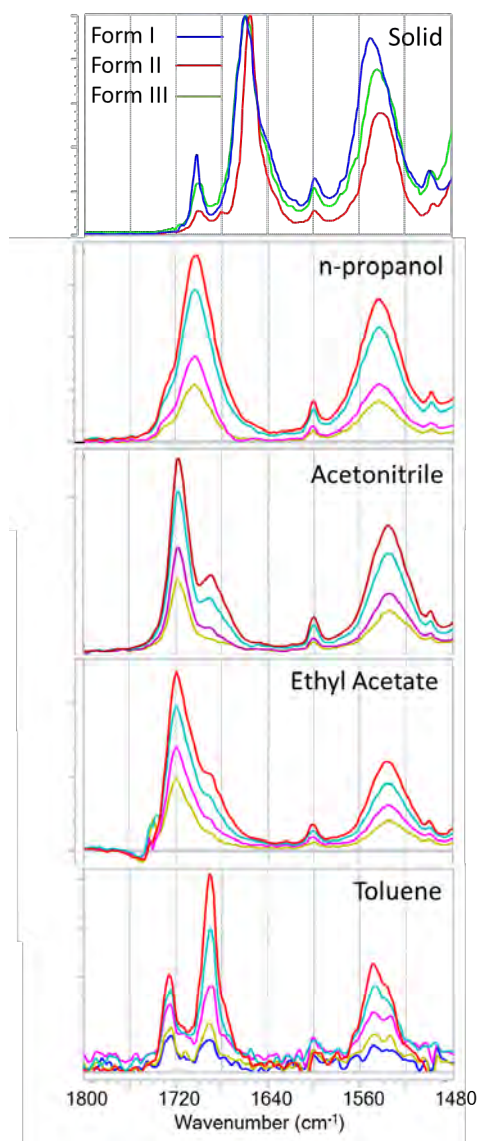 Form I
Solid
Form II
Form III
n-propanol
Acetonitrile
Ethyl Acetate
Toluene
1800 1720 1640 1560 1480
Wavenumber (cm⁻¹)